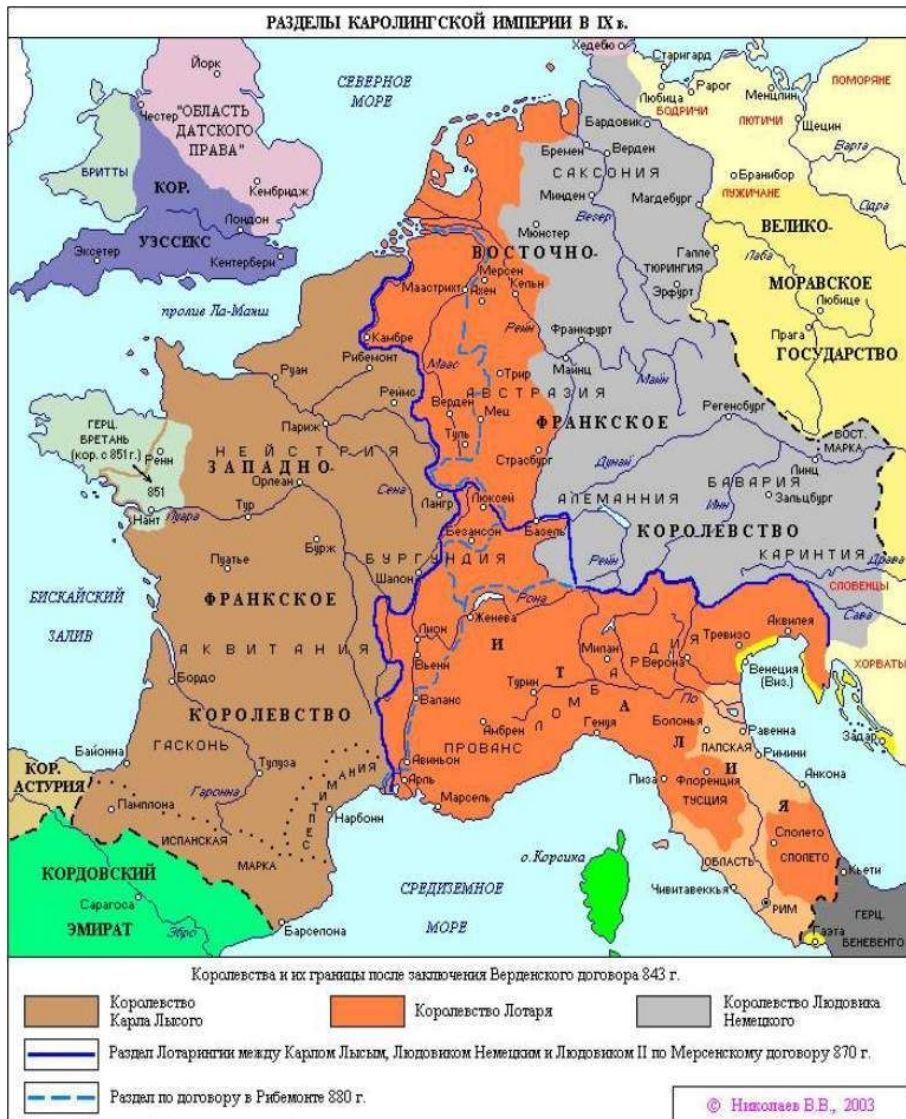 РАЗДЕЛЫ КАРОЛИНГСКОЙ ИМПЕРИИ В IX в.
Хедебю
Старигард
Йорк
СЕВЕРНОЕ
МОРЕ
Любица
Рарог
Менцлин
ПОМОРЯНЕ
БОДРИЧИ
ЛЮТИЧИ
Щецин
Честер
"ОБЛАСТЬ
ДАТСКОГО
ПРАВА"
Бардовик
Бремен
Верден
Варта
БРИТТЫ
САКСОНИЯ
Бранибор
КОР.
Кембридж
Минден
Магдебург
ЛУЖИЧАНЕ
Одра
Везер
Лондон
Мюнстер
ВЕЛИКО-
УЭССЕКС
Эксетер
Кентербери
ВОСТОЧНО-
Мерсен
Галле
ТЮРИНГИЯ
Лаба
МОРАВСКОЕ
Маастрихт
Ахен
Кельн
Эрфурт
Любице
пролив Ла-Манш
Рейн
Франкфурт
Прага
ГОСУДАРСТВО
Камбре
Рибемонт
Маас
Майнц
Майн
Руан
Трир
Реймс
АВСТРАЗИЯ
Верден
Мец
Регенсбург
ГЕРЦ.
БРЕТАНЬ
(кор. с 851г.)
Париж
ФРАНКСКОЕ
ВОСТ.
МАРКА
НЕЙСТРИЯ
Туль
Ренн
ЗАПАДНО-
Страсбург
Дунай
Линц
851
Орлеан
Сена
БАВАРИЯ
Лангр
Люксей
АЛЕМАННИЯ
Инн
Зальцбург
Нант
Луара
Тур
Безансон
Базель
КОРОЛЕВСТВО
Бурж
БУРГУНДИЯ
Рейн
КАРИНТИЯ
Драва
Пуатье
Шалон
СЛОВЕНЦЫ
БИСКАЙСКИЙ
ЗАЛИВ
ФРАНКСКОЕ
Рона
Сава
Женева
Аквилея
Лион
ИТАЛИЯ
Тревизо
АКВИТАНИЯ
Милан
Верона
ХОРВАТЫ
Вьенн
ЛОМБАРДИЯ
Венеция
(Виз.)
Бордо
Турин
Валанс
По
КОРОЛЕВСТВО
Амбрен
Болонья
Равенна
Задар
ГАСКОНЬ
ПРОВАНС
Генуя
ПАПСКАЯ
Байонна
Авиньон
Римини
КОР.
АСТУРИЯ
Тулуза
Арль
Пиза
Флоренция
Анкона
Гаронна
СЕПТИМАНИЯ
Марсель
ТУСЦИЯ
Памплона
Нарбонн
ИСПАНСКАЯ
МАРКА
о. Корсика
Сполето
СПОЛЕТО
КОРДОВСКИЙ
ОБЛАСТЬ
Кьети
Сарагоса
СРЕДИЗЕМНОЕ
МОРЕ
Чивитавеккья
ЭМИРАТ
Эбро
РИМ
ГЕРЦ.
БЕНЕВЕНТО
Барселона
Гаэта
Королевства и их границы после заключения Верденского договора 843 г.
Королевство
Карла Лысого
Королевство Лотаря
Королевство Людовика
Немецкого
Раздел Лотарингии между Карлом Лысым, Людовиком Немецким и Людовиком II по Мерсенскому договору 870 г.
Раздел по договору в Рибемонте 880 г.
© Николаев В.В., 2003